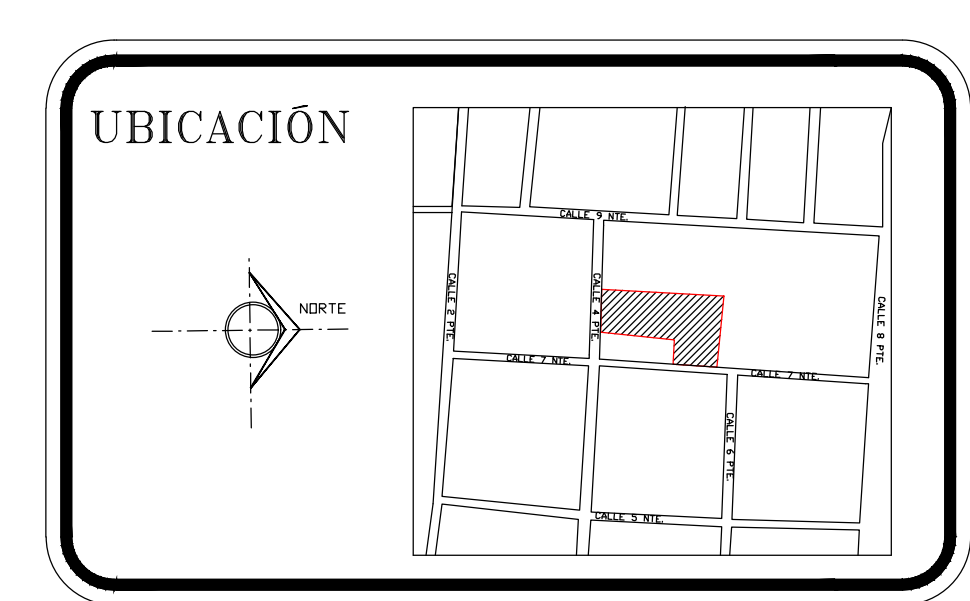 UBICACIÓN
NORTE
CALLE 9 NTE.
CALLE 2 PTE.
CALLE 4 PTE.
CALLE 8 PTE.
CALLE 7 NTE.
CALLE 7 NTE.
CALLE 6 PTE.
CALLE 5 NTE.